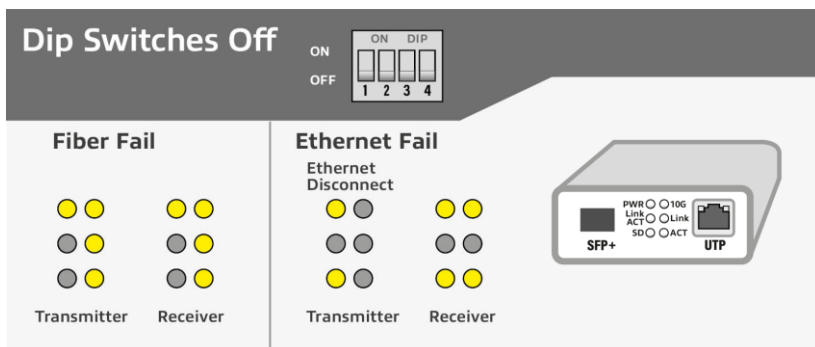 Dip Switches Off
ON
OFF
ON DIP
1 2 3 4
Fiber Fail
Transmitter Receiver
Ethernet Fail
Ethernet
Disconnect
Transmitter Receiver
PWR 10G
Link
ACT Link
SD ACT
SFP+ UTP